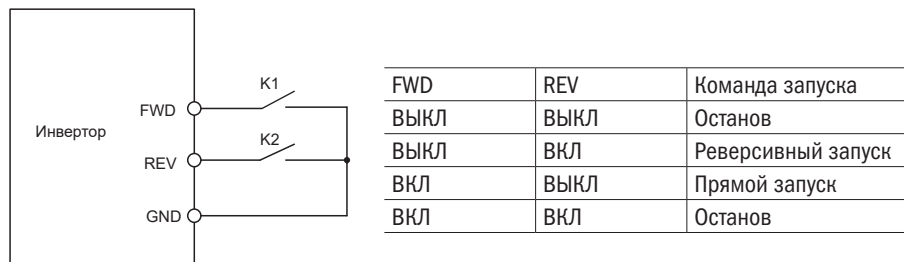 K1
FWD
Инвертор
K2
REV
GND
FWD REV Команда запуска
ВЫКЛ ВЫКЛ Останов
ВЫКЛ ВКЛ Реверсивный запуск
ВКЛ ВЫКЛ Прямой запуск
ВКЛ ВКЛ Останов